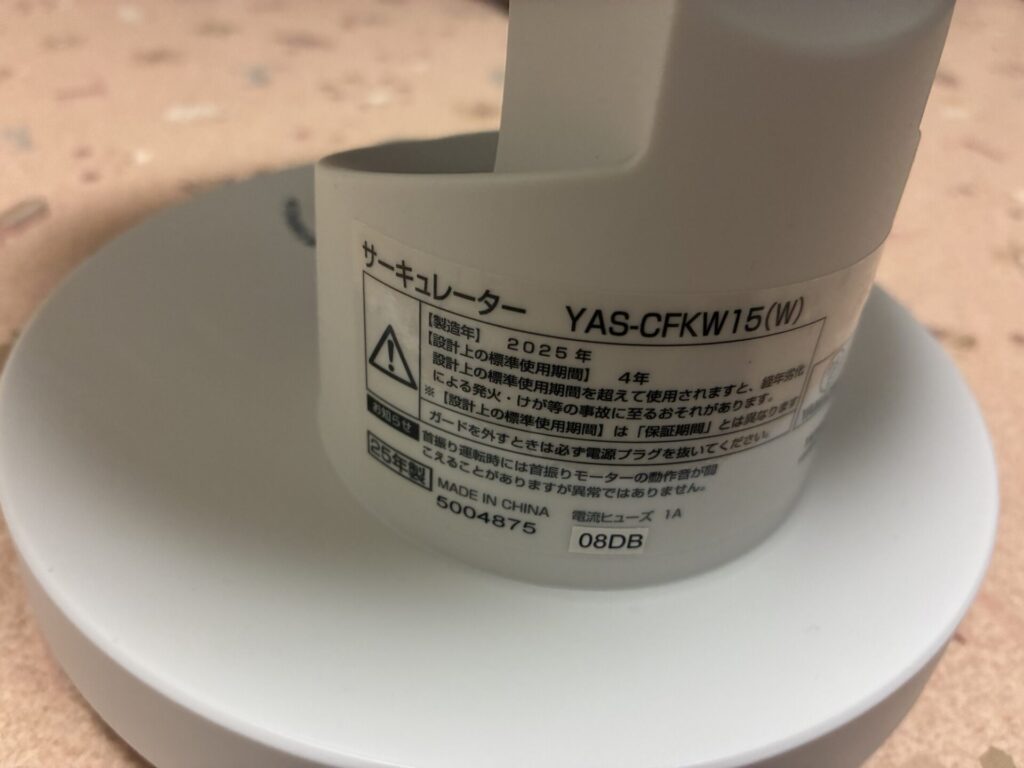 サーキュレーター YAS-CFKW15(W)
【製造年】 2025年
【設計上の標準使用期間】 4年
設計上の標準使用期間を超えて使用されますと、経年劣化
による発火・けが等の事故に至るおそれがあります。
※【設計上の標準使用期間】は「保証期間」とは異なります
ガードを外すときは必ず電源プラグを抜いてください。
お知らせ
首振り運転時には首振りモーターの動作音が聞
こえることがありますが異常ではありません。
25年製
MADE IN CHINA
5004875
電流ヒューズ 1A
08DB